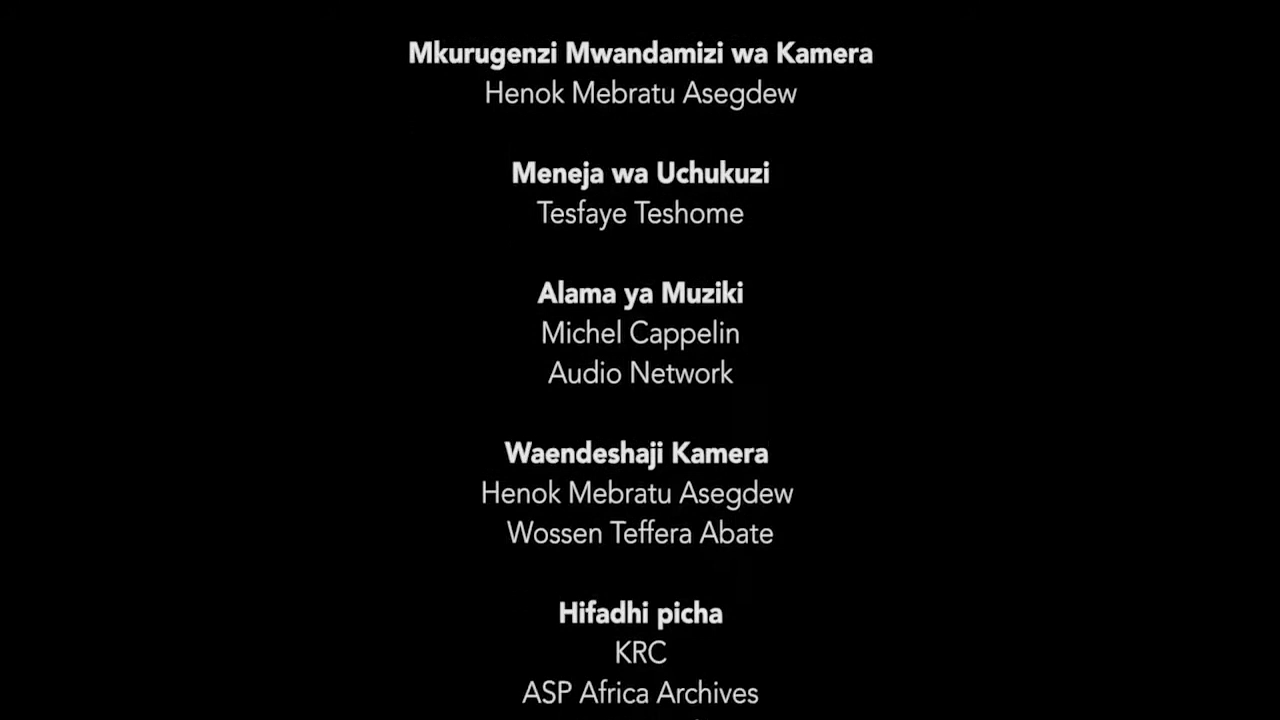 Mkurugenzi Mwandamizi wa Kamera
Henok Mebratu Asegdew
Meneja wa Uchukuzi
Tesfaye Teshome
Alama ya Muziki
Michel Cappelin
Audio Network
Waendeshaji Kamera
Henok Mebratu Asegdew
Wossen Teffera Abate
Hifadhi picha
KRC
ASP Africa Archives